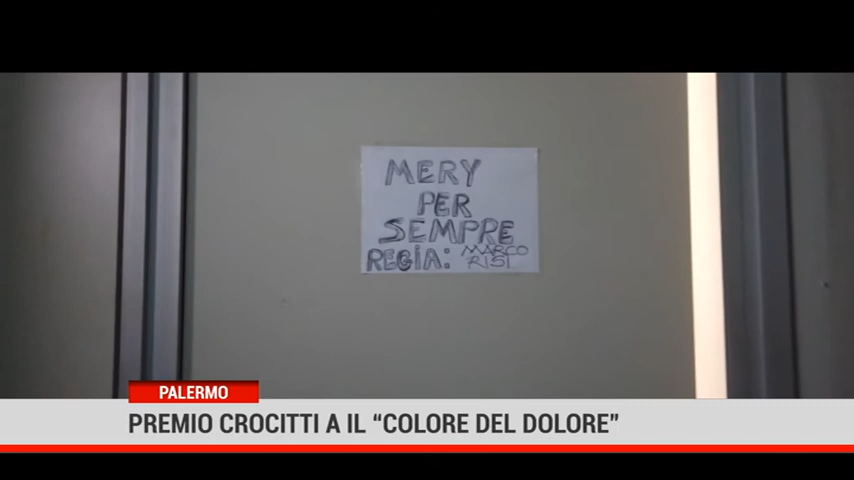 MERY
PER
SEMPRE
REGIA: MARCO
RISI
PALERMO
PREMIO CROCITTI A IL “COLORE DEL DOLORE”